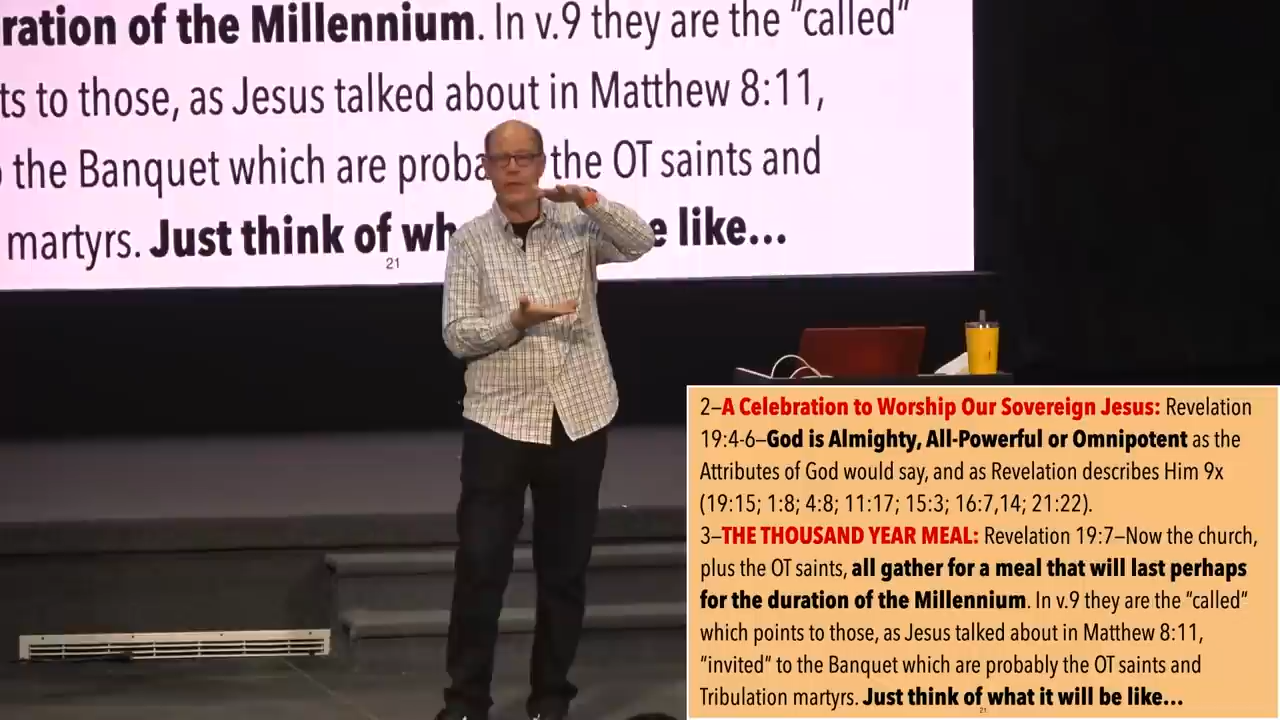 ration of the Millennium. In v.9 they are the “called”
ts to those, as Jesus talked about in Matthew 8:11,
the Banquet which are proba the OT saints and
martyrs. Just think of wh e like...
21
2–A Celebration to Worship Our Sovereign Jesus: Revelation
19:4-6–God is Almighty, All-Powerful or Omnipotent as the
Attributes of God would say, and as Revelation describes Him 9x
(19:15; 1:8; 4:8; 11:17; 15:3; 16:7,14; 21:22).
3–THE THOUSAND YEAR MEAL: Revelation 19:7–Now the church,
plus the OT saints, all gather for a meal that will last perhaps
for the duration of the Millennium. In v.9 they are the “called”
which points to those, as Jesus talked about in Matthew 8:11,
“invited” to the Banquet which are probably the OT saints and
Tribulation martyrs. Just think of what it will be like...
21